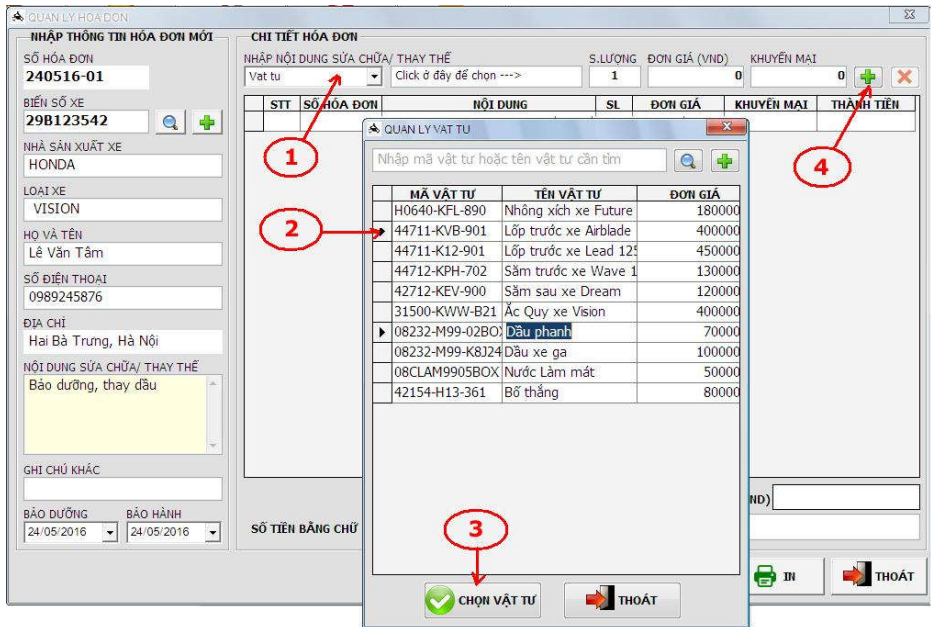 QUAN LY HOA DON
NHẬP THÔNG TIN HÓA ĐƠN MỚI
SỐ HÓA ĐƠN
240516-01
BIỂN SỐ XE
29B123542
NHÀ SẢN XUẤT XE
HONDA
LOẠI XE
VISION
HỌ VÀ TÊN
Lê Văn Tâm
SỐ ĐIỆN THOẠI
0989245876
ĐỊA CHỈ
Hai Bà Trưng, Hà Nội
NỘI DUNG SỬA CHỮA/ THAY THẾ
Bảo dưỡng, thay dầu
GHI CHÚ KHÁC
BẢO DƯỠNG BẢO HÀNH
24/05/2016 24/05/2016
CHI TIẾT HÓA ĐƠN
NHẬP NỘI DUNG SỬA CHỮA/ THAY THẾ S.LƯỢNG ĐƠN GIÁ (VND) KHUYẾN MẠI
Vat tu Click ở đây để chọn ---> 1 0 0
STT SỐ HÓA ĐƠN NỘI DUNG SL ĐƠN GIÁ KHUYẾN MẠI THÀNH TIỀN
1
4
QUAN LY VAT TU
Nhập mã vật tư hoặc tên vật tư cần tìm
MÃ VẬT TƯ TÊN VẬT TƯ ĐƠN GIÁ
H0640-KFL-890 Nhông xích xe Future 180000
2
44711-KVB-901 Lốp trước xe Airblade 400000
44711-K12-901 Lốp trước xe Lead 125 450000
44712-KPH-702 Săm trước xe Wave 1 130000
42712-KEV-900 Săm sau xe Dream 120000
31500-KWW-B21 Ắc Quy xe Vision 400000
08232-M99-02BOX Dầu phanh 70000
08232-M99-K8J24 Dầu xe ga 100000
08CLAM9905BOX Nước Làm mát 50000
42154-H13-361 Bố thắng 80000
ND)
SỐ TIỀN BẰNG CHỮ
3
CHỌN VẬT TƯ THOÁT
IN THOÁT